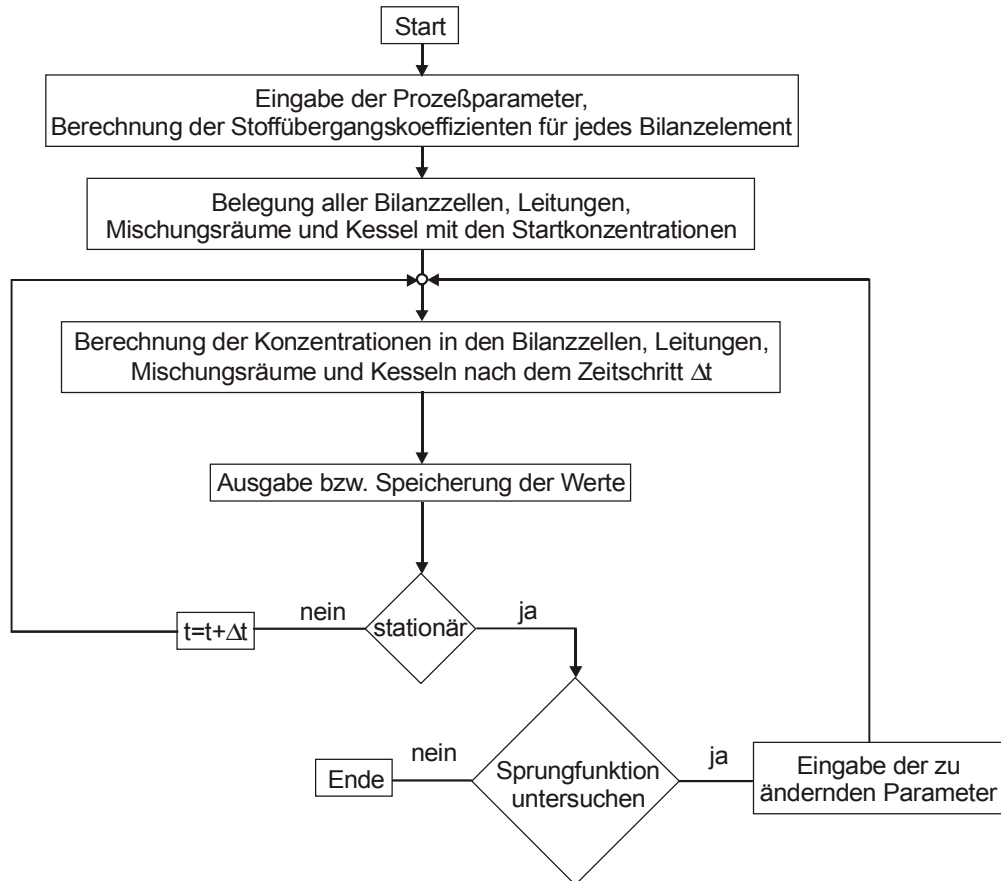 Start
Eingabe der Prozeßparameter,
Berechnung der Stoffübergangskoeffizienten für jedes Bilanzelement
Belegung aller Bilanzzellen, Leitungen,
Mischungsräume und Kessel mit den Startkonzentrationen
Berechnung der Konzentrationen in den Bilanzzellen, Leitungen,
Mischungsräume und Kesseln nach dem Zeitschritt Δt
Ausgabe bzw. Speicherung der Werte
t=t+Δt
nein
stationär
ja
Ende
nein
Sprungfunktion
untersuchen
ja
Eingabe der zu
ändernden Parameter